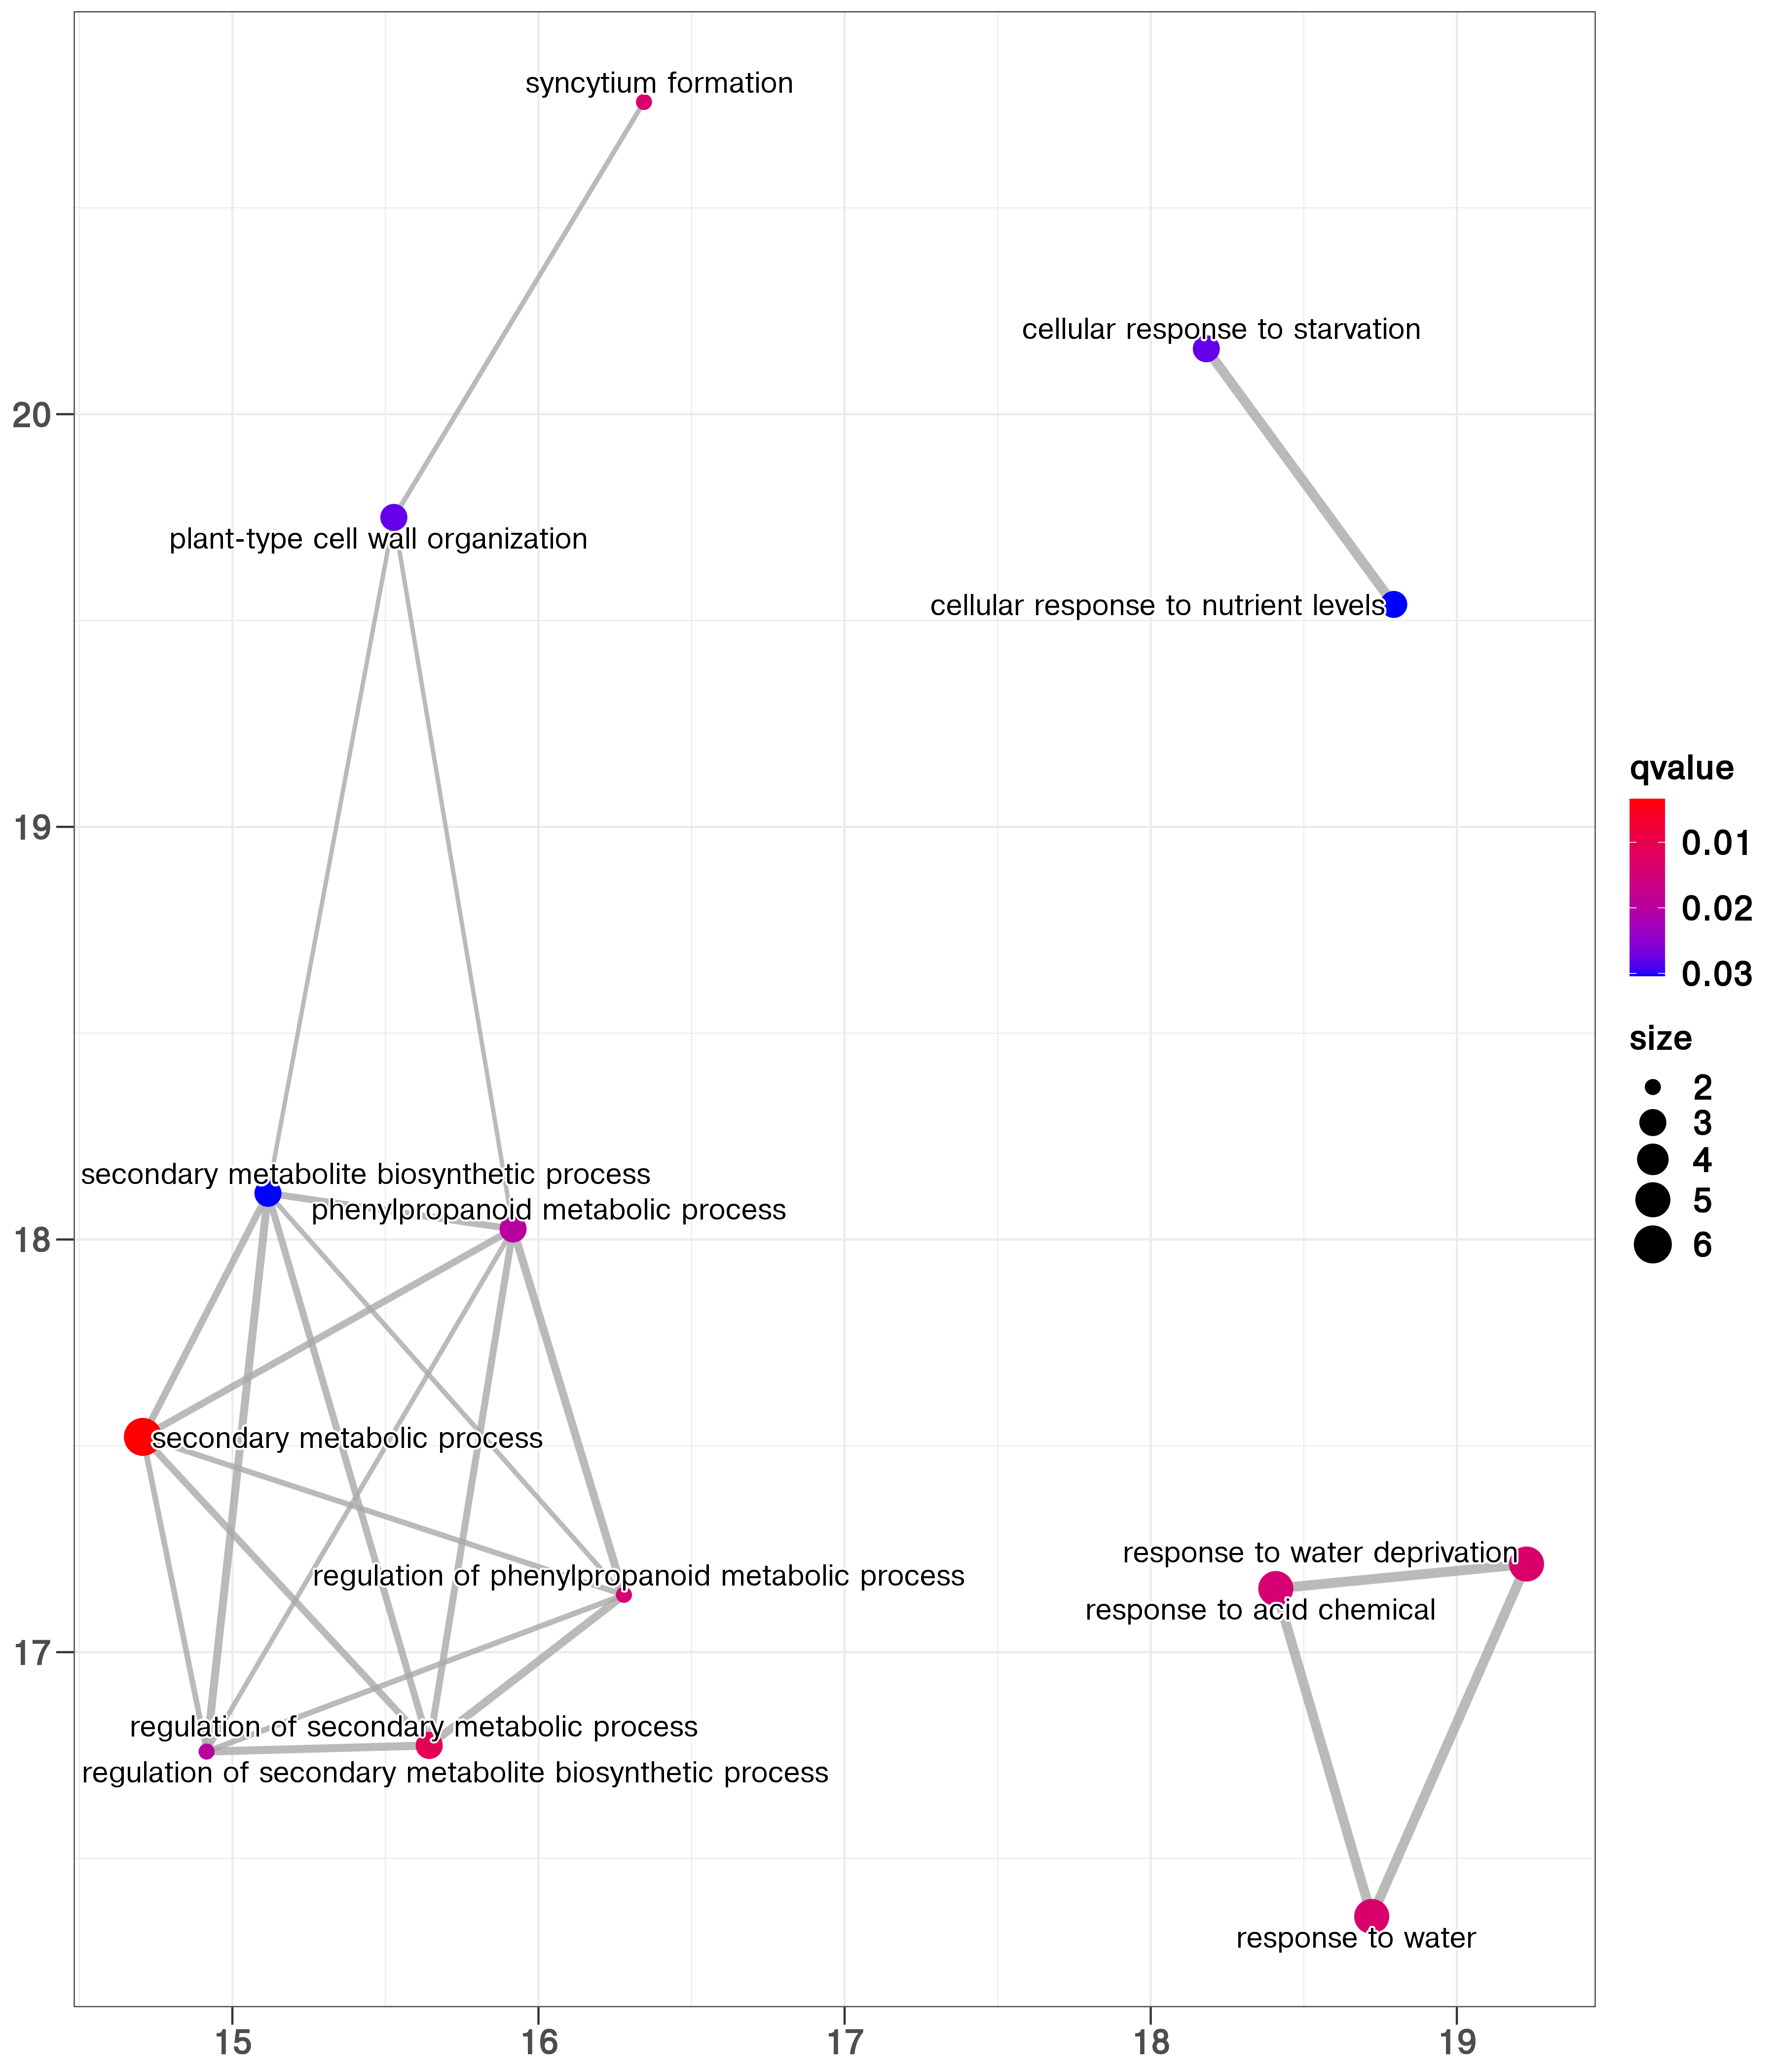 syncytium formation
cellular response to starvation
20
plant-type cell wall organization
cellular response to nutrient levels
qvalue
19
0.01
0.02
0.03
size
2
3
4
5
6
secondary metabolite biosynthetic process
phenylpropanoid metabolic process
18
secondary metabolic process
response to water deprivation
regulation of phenylpropanoid metabolic process
response to acid chemical
17
regulation of secondary metabolic process
regulation of secondary metabolite biosynthetic process
response to water
15 16 17 18 19